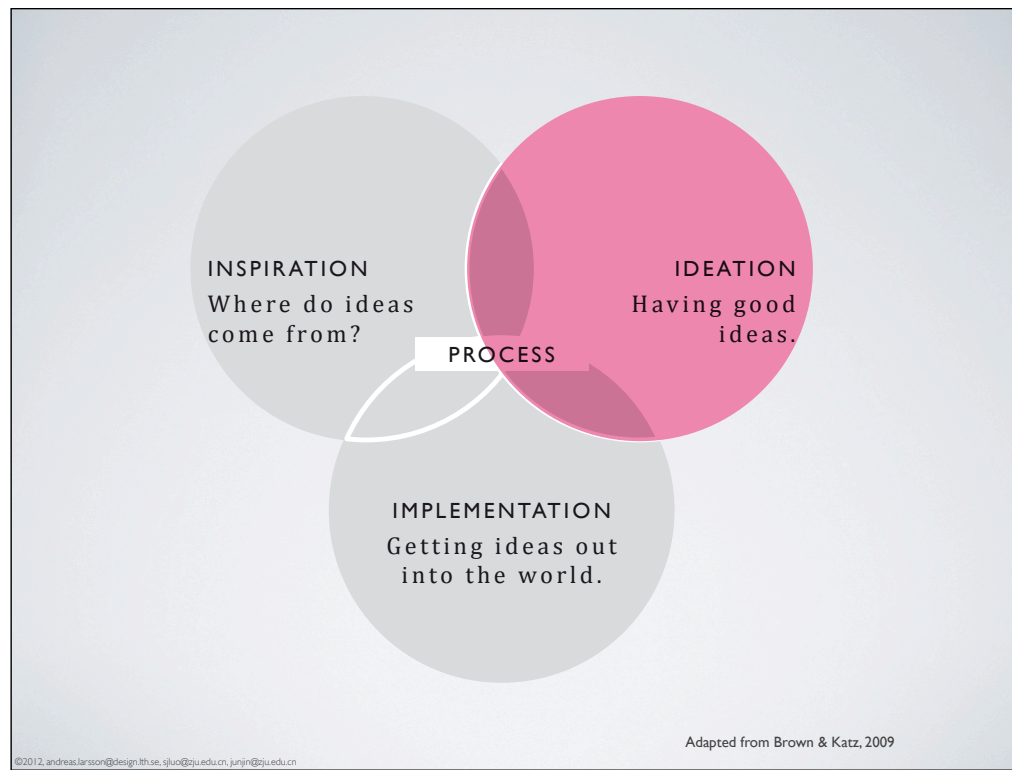 INSPIRATION
Where do ideas
come from?
IDEATION
Having good
ideas.
PROCESS
IMPLEMENTATION
Getting ideas out
into the world.
Adapted from Brown & Katz, 2009
©2012, andreas.larsson@design.lth.se, sjluo@zju.edu.cn, junjin@zju.edu.cn